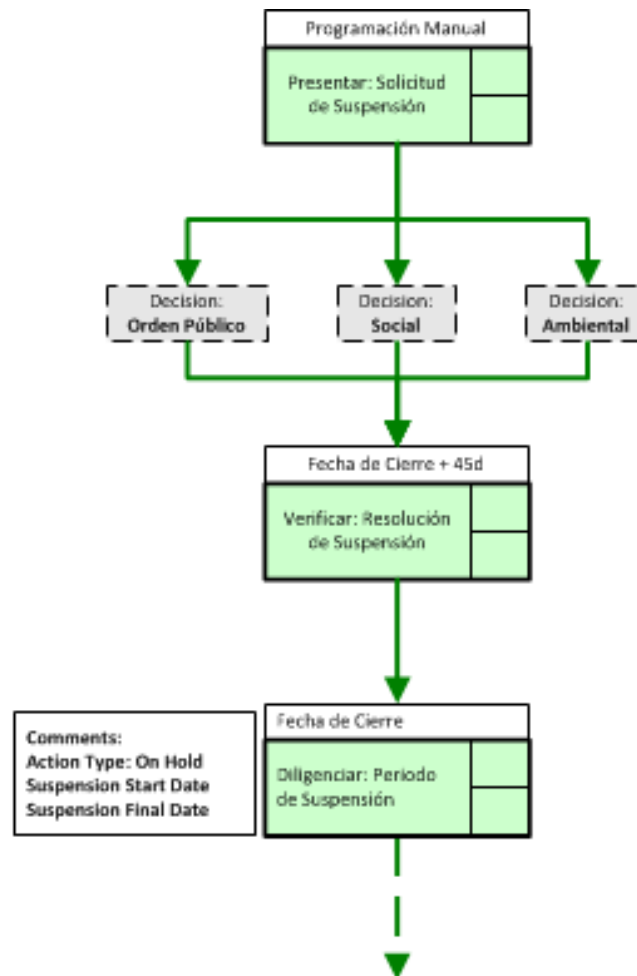 Programación Manual
Presentar: Solicitud
de Suspensión
Decision:
Orden Público
Decision:
Social
Decision:
Ambiental
Fecha de Cierre + 45d
Verificar: Resolución
de Suspensión
Comments:
Action Type: On Hold
Suspension Start Date
Suspension Final Date
Fecha de Cierre
Diligenciar: Periodo
de Suspensión